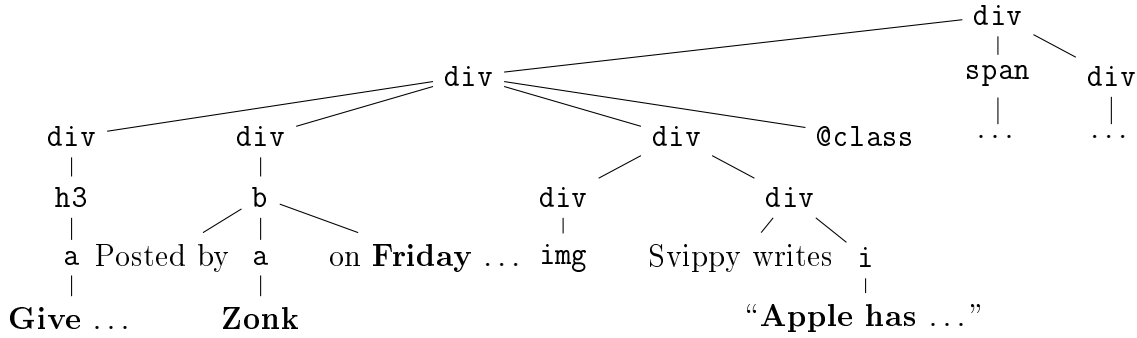 div
div span div
div div div @class … …
h3 b div div
a Posted by a on Friday … img Svippy writes i
Give … Zonk “Apple has …”